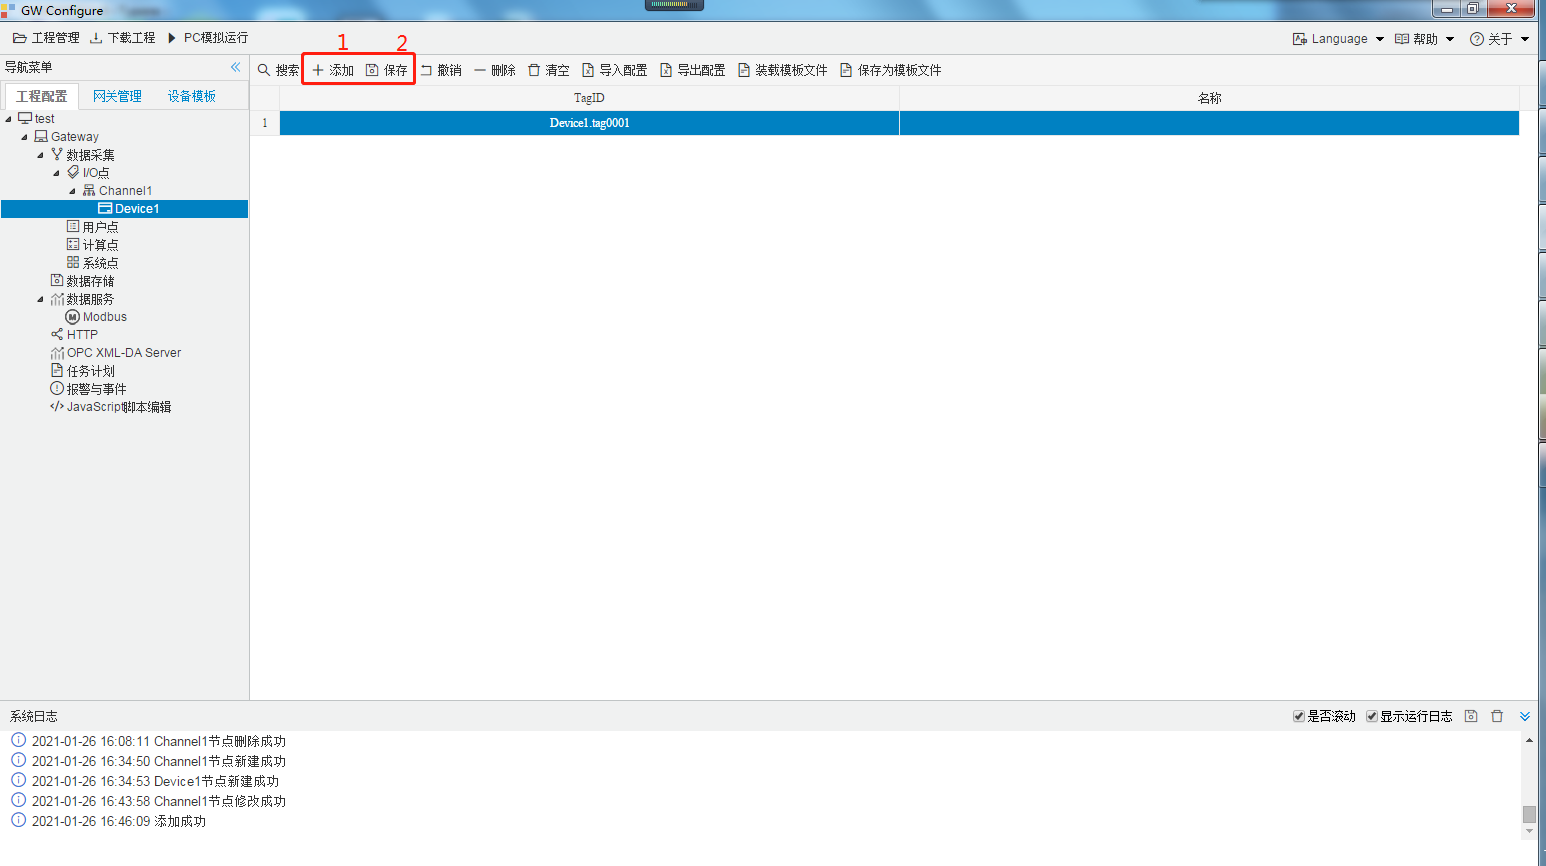 GW Configure
工程管理 下载工程 PC模拟运行 Language 帮助 关于
1 2
导航菜单
搜索 添加 保存 撤销 删除 清空 导入配置 导出配置 装载模板文件 保存为模板文件
工程配置 网关管理 设备模板
TagID 名称
1 Device1.tag0001
test
Gateway
数据采集
I/O点
Channel1
Device1
用户点
计算点
系统点
数据存储
数据服务
Modbus
HTTP
OPC XML-DA Server
任务计划
报警与事件
JavaScript脚本编辑
系统日志 是否滚动 显示运行日志
2021-01-26 16:08:11 Channel1节点删除成功
2021-01-26 16:34:50 Channel1节点新建成功
2021-01-26 16:34:53 Device1节点新建成功
2021-01-26 16:43:58 Channel1节点修改成功
2021-01-26 16:46:09 添加成功